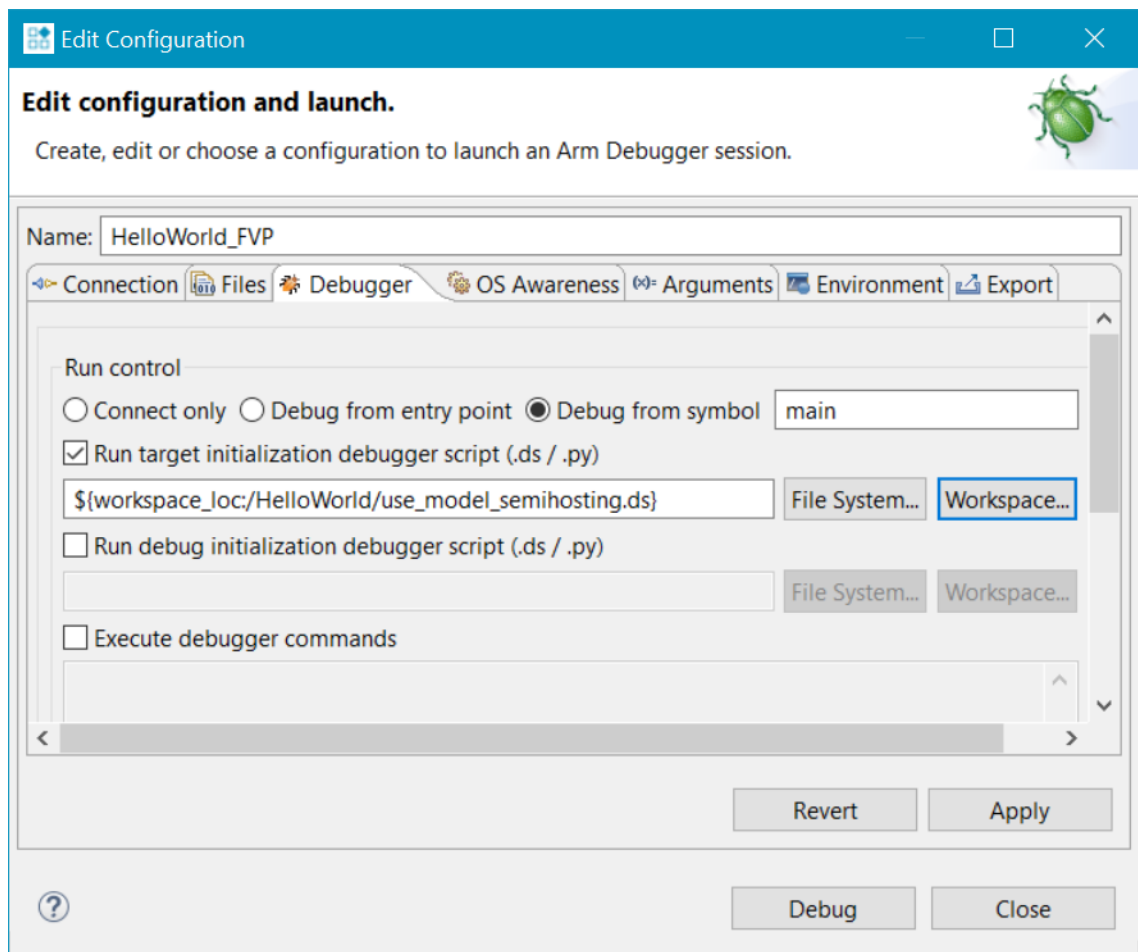 Edit Configuration
Edit configuration and launch.
Create, edit or choose a configuration to launch an Arm Debugger session.
Name: HelloWorld_FVP
Connection Files Debugger OS Awareness (x)= Arguments Environment Export
Run control
Connect only Debug from entry point Debug from symbol main
Run target initialization debugger script (.ds / .py)
${workspace_loc:/HelloWorld/use_model_semihosting.ds} File System... Workspace...
Run debug initialization debugger script (.ds / .py)
File System... Workspace...
Execute debugger commands
Revert Apply
? Debug Close